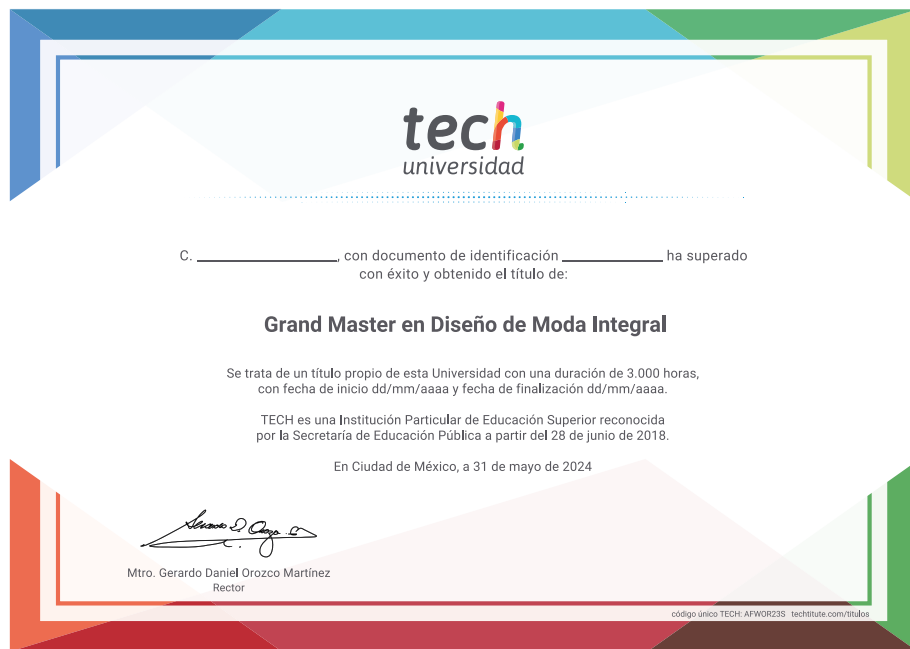 tech
universidad
C. ____________________, con documento de identificación ______________ ha superado
con éxito y obtenido el título de:
Grand Master en Diseño de Moda Integral
Se trata de un título propio de esta Universidad con una duración de 3.000 horas,
con fecha de inicio dd/mm/aaaa y fecha de finalización dd/mm/aaaa.
TECH es una Institución Particular de Educación Superior reconocida
por la Secretaría de Educación Pública a partir del 28 de junio de 2018.
En Ciudad de México, a 31 de mayo de 2024
Mtro. Gerardo Daniel Orozco Martínez
Rector
código único TECH: AFWOR23S techtitute.com/titulos